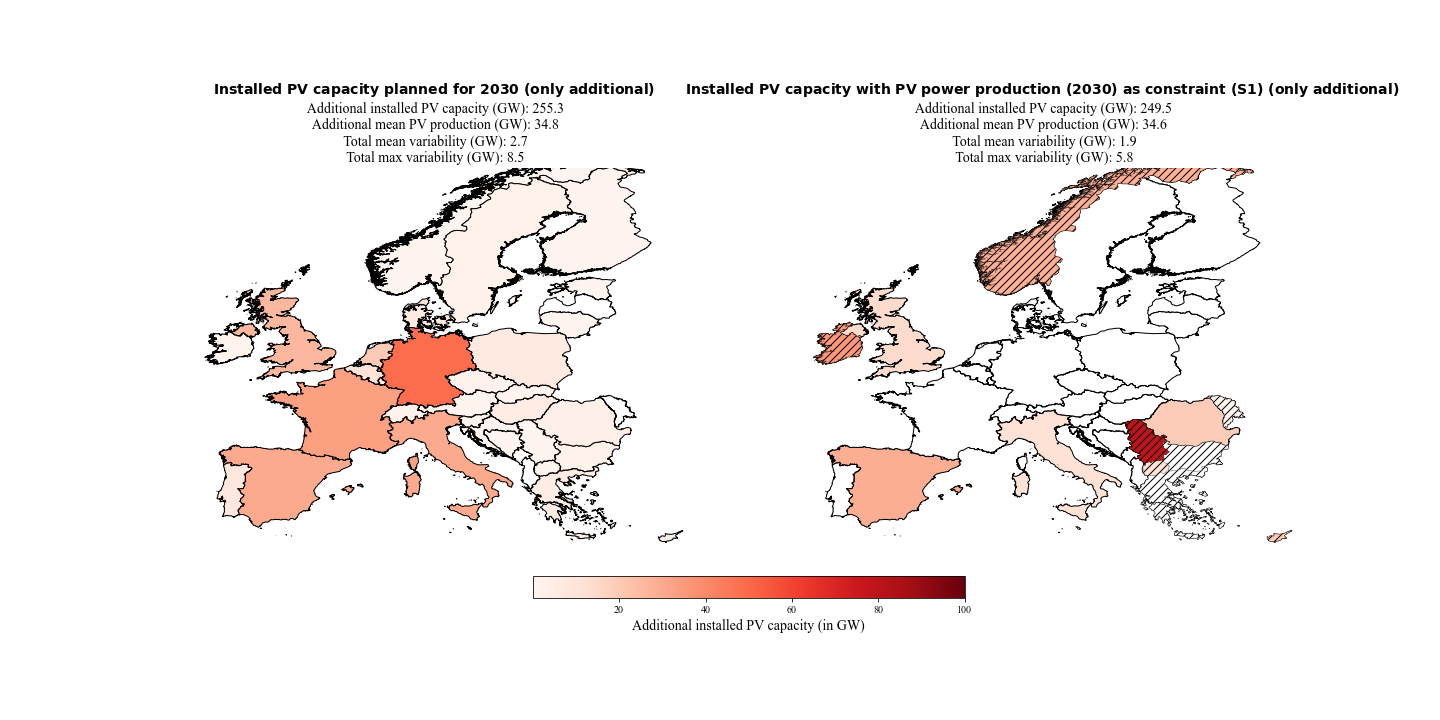 Installed PV capacity planned for 2030 (only additional)
Additional installed PV capacity (GW): 255.3
Additional mean PV production (GW): 34.8
Total mean variability (GW): 2.7
Total max variability (GW): 8.5
Installed PV capacity with PV power production (2030) as constraint (S1) (only additional)
Additional installed PV capacity (GW): 249.5
Additional mean PV production (GW): 34.6
Total mean variability (GW): 1.9
Total max variability (GW): 5.8
20 40 60 80 100
Additional installed PV capacity (in GW)